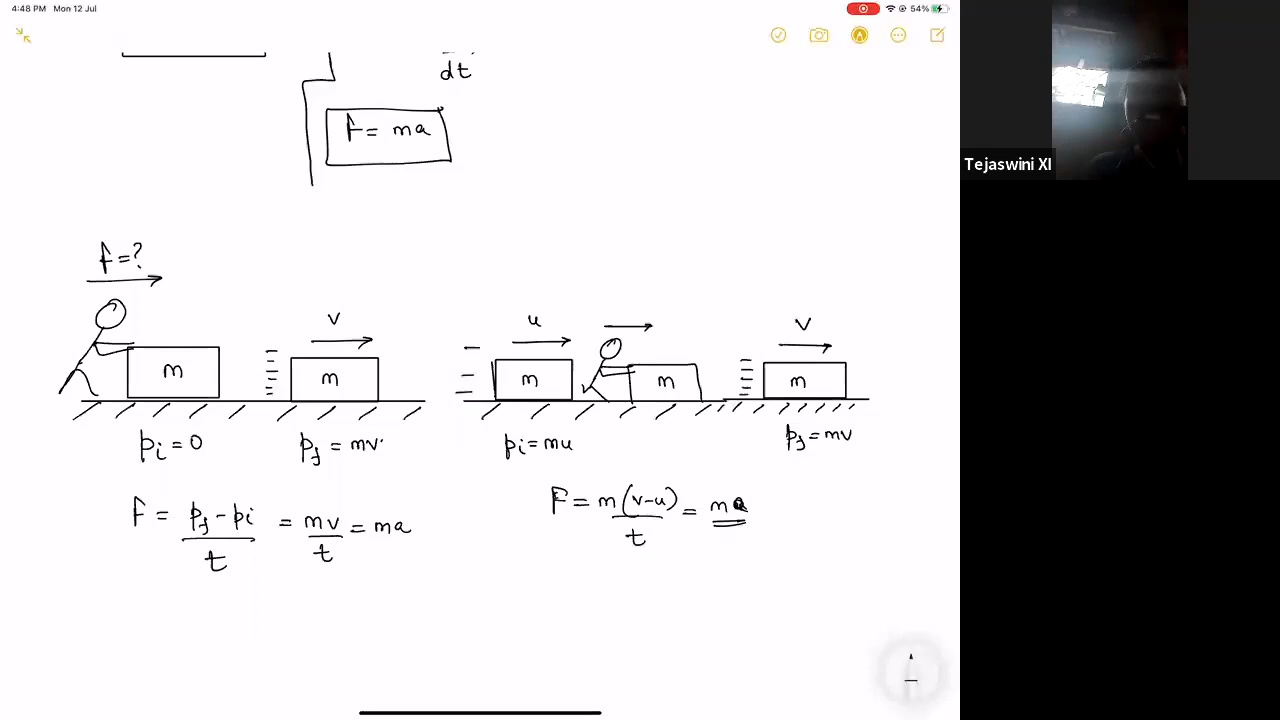 4:48 PM Mon 12 Jul
54%
dt
F = ma
Tejaswini XI
F = ?
m
v
m
u
m
m
v
m
pi = 0
pf = mv
pi = mu
pf = mv
F = pf - pi / t = mv / t = ma
F = m(v-u) / t = ma